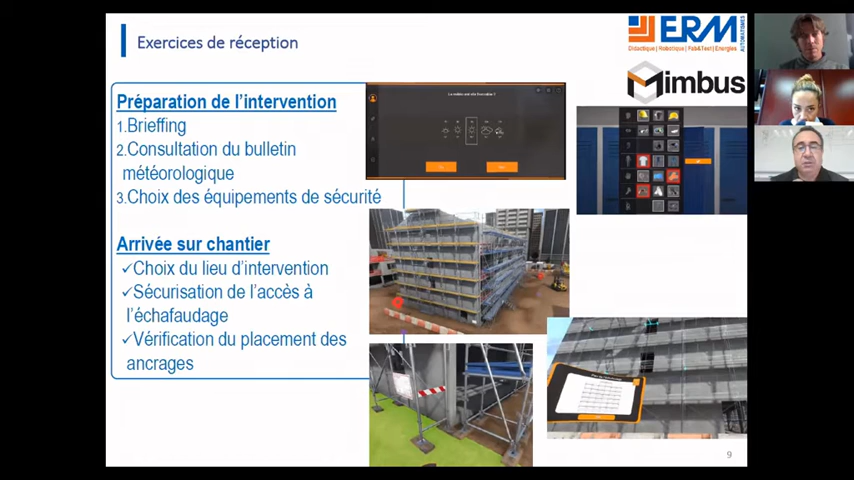 Exercices de réception
ERM
AUTOMATISMES
Didactique | Robotique | Fab&Test | Energies
Mimbus
Préparation de l'intervention
1.Brieffing
2.Consultation du bulletin
météorologique
3.Choix des équipements de sécurité
Arrivée sur chantier
✓Choix du lieu d'intervention
✓Sécurisation de l'accès à
l'échafaudage
✓Vérification du placement des
ancrages
9